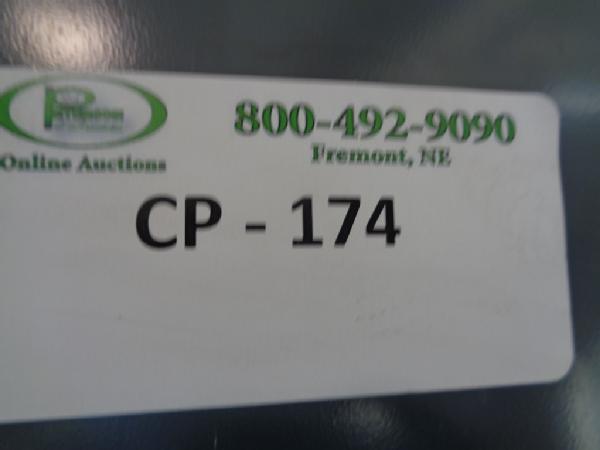 800-492-9090
Fremont, NE
Online Auctions
CP - 174